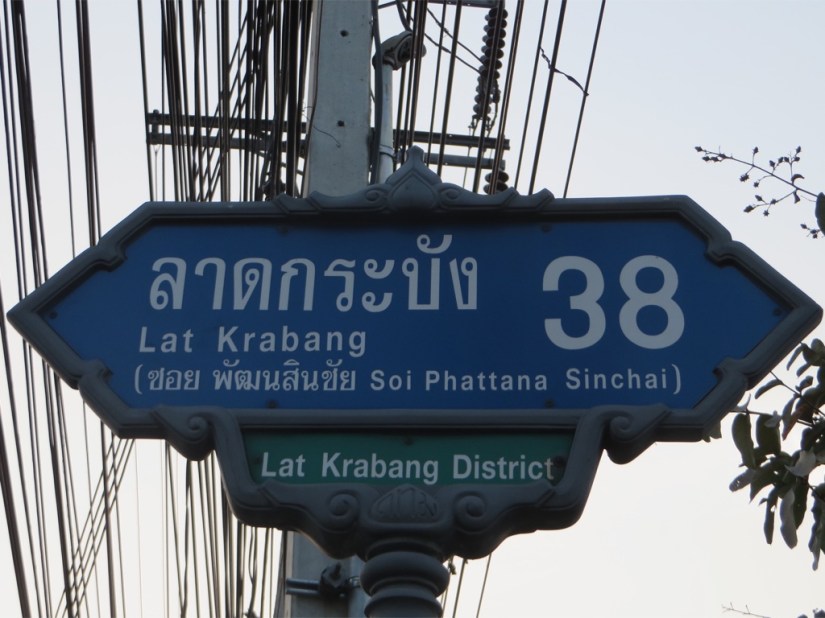 ลาดกระบัง 38
Lat Krabang
(ซอย พัฒนสินชัย Soi Phattana Sinchai)
Lat Krabang District